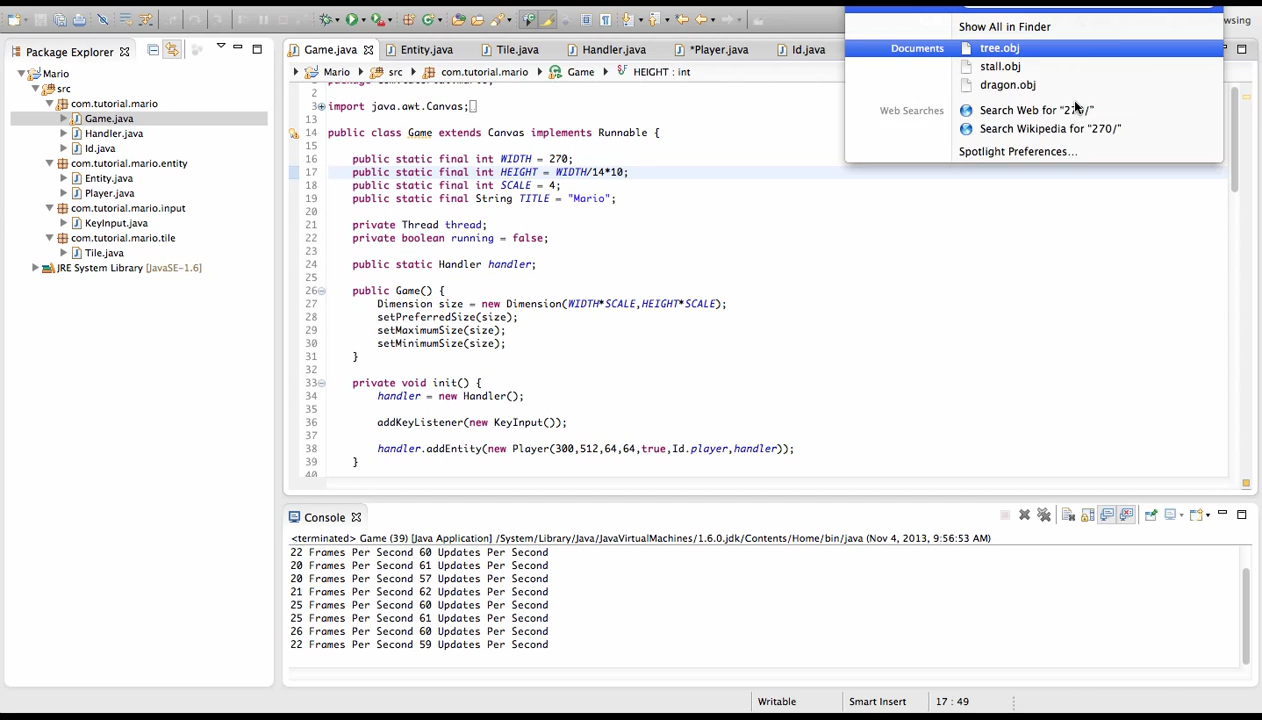 wsing
Show All in Finder
Documents tree.obj
stall.obj
dragon.obj
Web Searches Search Web for "270/"
Search Wikipedia for "270/"
Spotlight Preferences...
Package Explorer
Mario
src
com.tutorial.mario
Game.java
Handler.java
Id.java
com.tutorial.mario.entity
Entity.java
Player.java
com.tutorial.mario.input
KeyInput.java
com.tutorial.mario.tile
Tile.java
JRE System Library [JavaSE-1.6]
Game.java Entity.java Tile.java Handler.java *Player.java Id.java
Mario src com.tutorial.mario Game HEIGHT : int
2
3 import java.awt.Canvas;
13
14 public class Game extends Canvas implements Runnable {
15
16 public static final int WIDTH = 270;
17 public static final int HEIGHT = WIDTH/14*10;
18 public static final int SCALE = 4;
19 public static final String TITLE = "Mario";
20
21 private Thread thread;
22 private boolean running = false;
23
24 public static Handler handler;
25
26 public Game() {
27 Dimension size = new Dimension(WIDTH*SCALE,HEIGHT*SCALE);
28 setPreferredSize(size);
29 setMaximumSize(size);
30 setMinimumSize(size);
31 }
32
33 private void init() {
34 handler = new Handler();
35
36 addKeyListener(new KeyInput());
37
38 handler.addEntity(new Player(300,512,64,64,true,Id.player,handler));
39 }
40
Console
<terminated> Game (39) [Java Application] /System/Library/Java/JavaVirtualMachines/1.6.0.jdk/Contents/Home/bin/java (Nov 4, 2013, 9:56:53 AM)
22 Frames Per Second 60 Updates Per Second
20 Frames Per Second 61 Updates Per Second
20 Frames Per Second 57 Updates Per Second
21 Frames Per Second 62 Updates Per Second
25 Frames Per Second 60 Updates Per Second
25 Frames Per Second 61 Updates Per Second
26 Frames Per Second 60 Updates Per Second
22 Frames Per Second 59 Updates Per Second
Writable Smart Insert 17 : 49